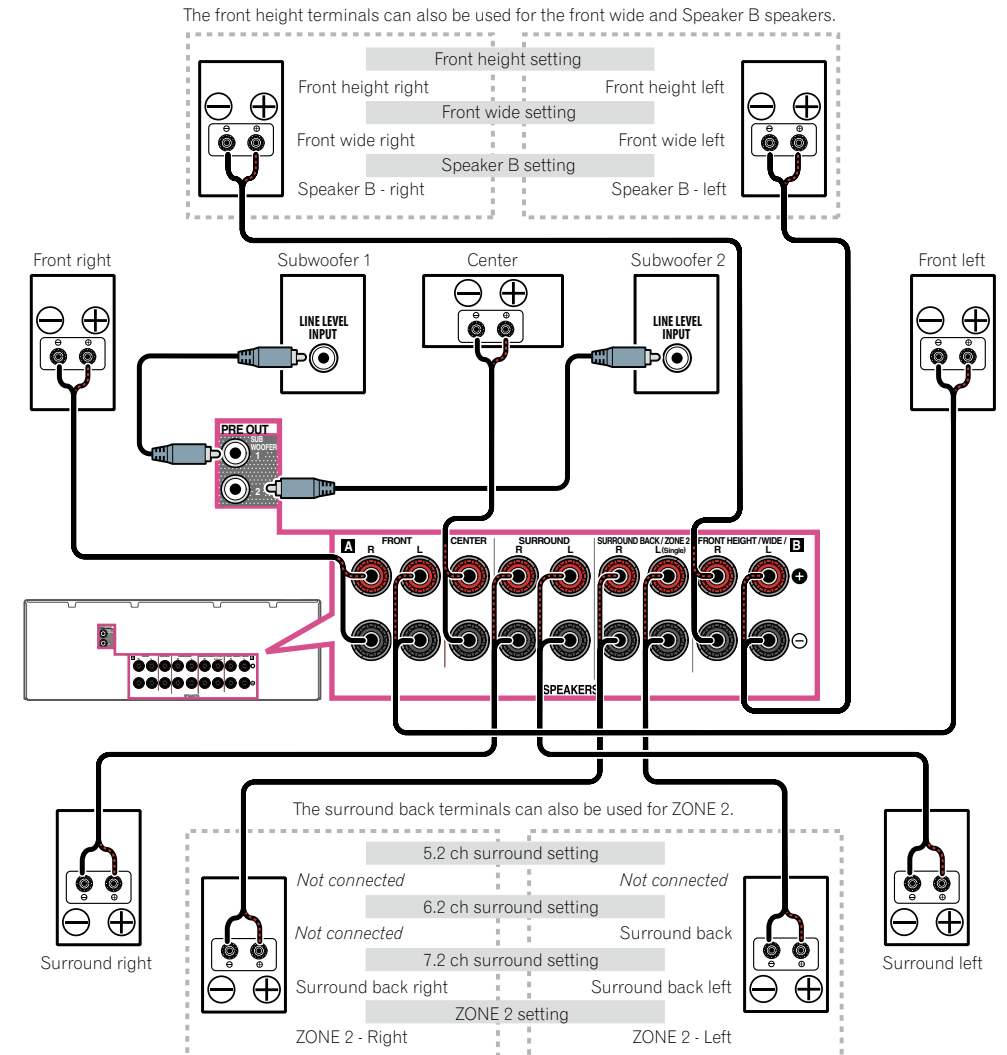 The front height terminals can also be used for the front wide and Speaker B speakers.
Front height setting
Front height right
Front height left
Front wide setting
Front wide right
Front wide left
Speaker B setting
Speaker B - right
Speaker B - left
Front right
Subwoofer 1
Center
Subwoofer 2
Front left
LINE LEVEL
INPUT
LINE LEVEL
INPUT
PRE OUT
SUB
WOOFER
1
2
A
FRONT
R
L
CENTER
SURROUND
R
L
SURROUND BACK / ZONE 2
R
L (Single)
FRONT HEIGHT / WIDE /
B
R
L
SPEAKERS
The surround back terminals can also be used for ZONE 2.
5.2 ch surround setting
Not connected
Not connected
6.2 ch surround setting
Not connected
Surround back
7.2 ch surround setting
Surround back right
Surround back left
ZONE 2 setting
ZONE 2 - Right
ZONE 2 - Left
Surround right
Surround left